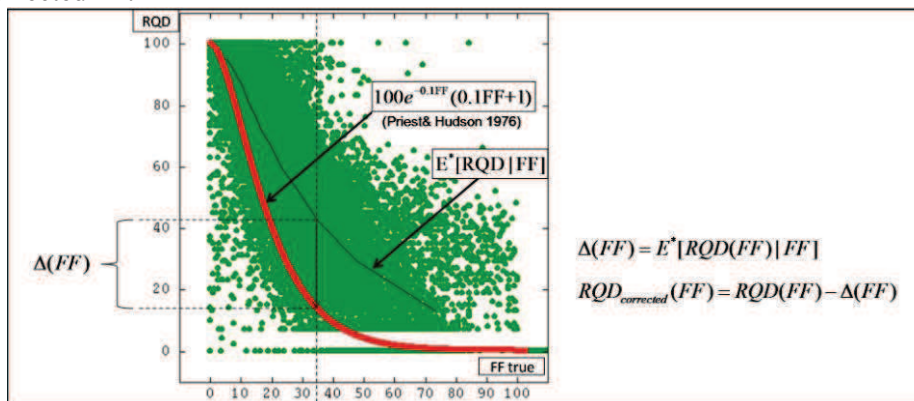 RQD
100
80
60
40
20
0
100e^{-0.1FF}(0.1FF+1)
(Priest& Hudson 1976)
E*[RQD | FF]
Δ(FF)
FF true
0 10 20 30 40 50 60 70 80 90 100
Δ(FF) = E*[RQD(FF) | FF]
RQD_{corrected}(FF) = RQD(FF) − Δ(FF)